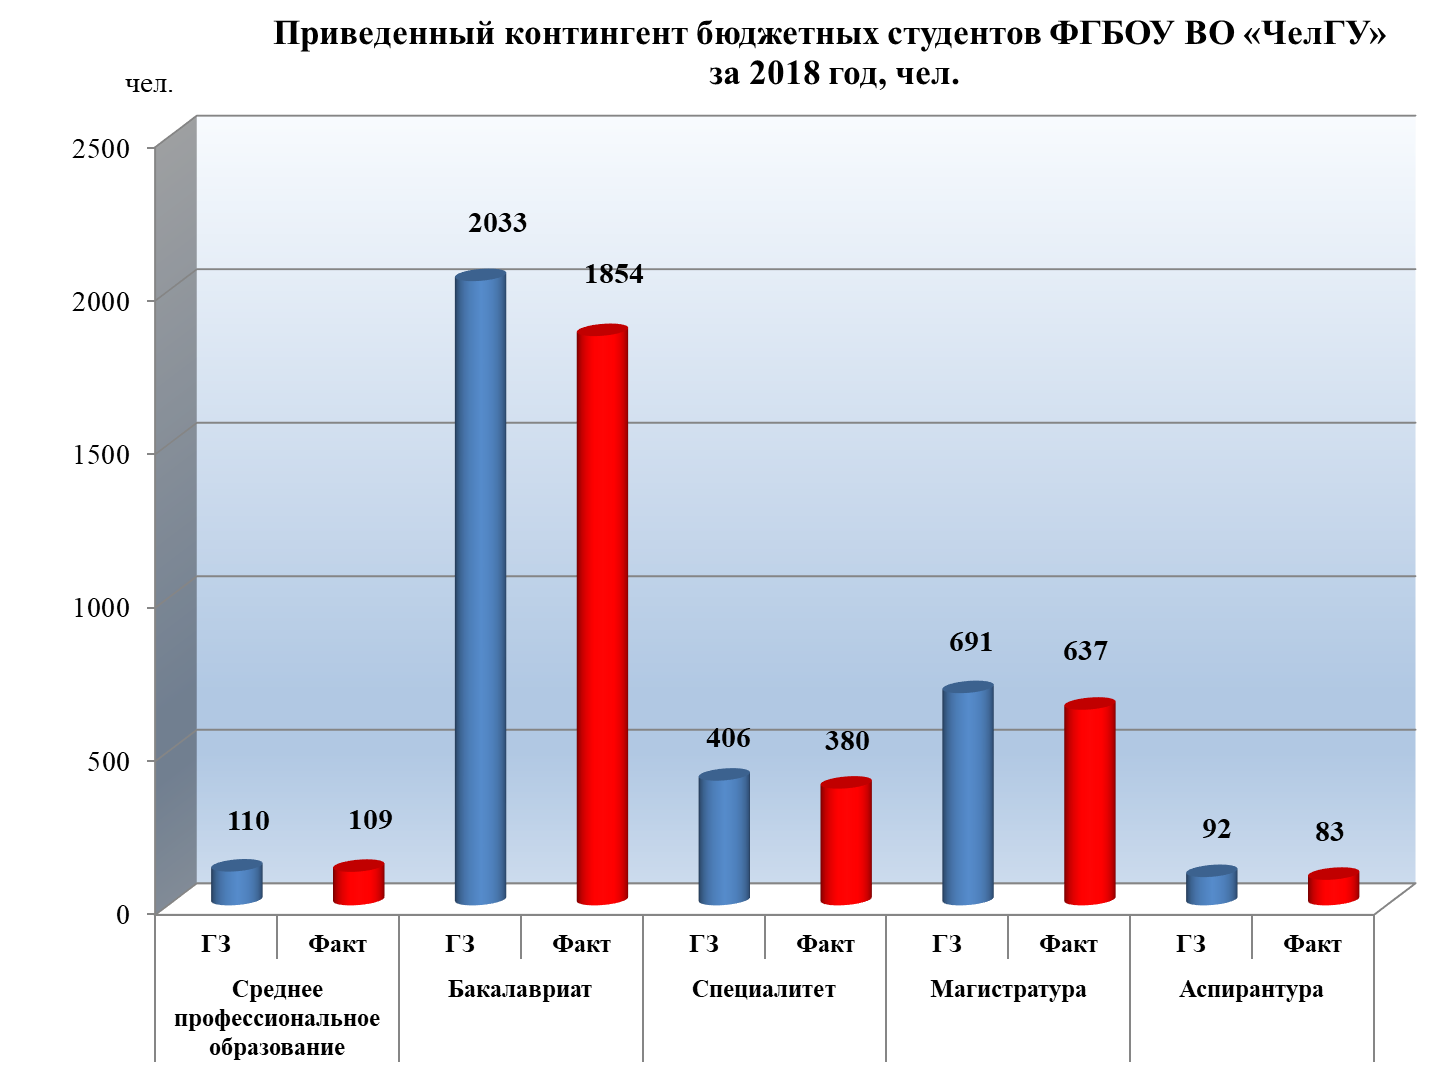 Приведенный контингент бюджетных студентов ФГБОУ ВО «ЧелГУ»
за 2018 год, чел.
чел.
2500
2000
1500
1000
500
0
110
109
2033
1854
406
380
691
637
92
83
ГЗ Факт ГЗ Факт ГЗ Факт ГЗ Факт ГЗ Факт
Среднее
профессиональное
образование
Бакалавриат
Специалитет
Магистратура
Аспирантура